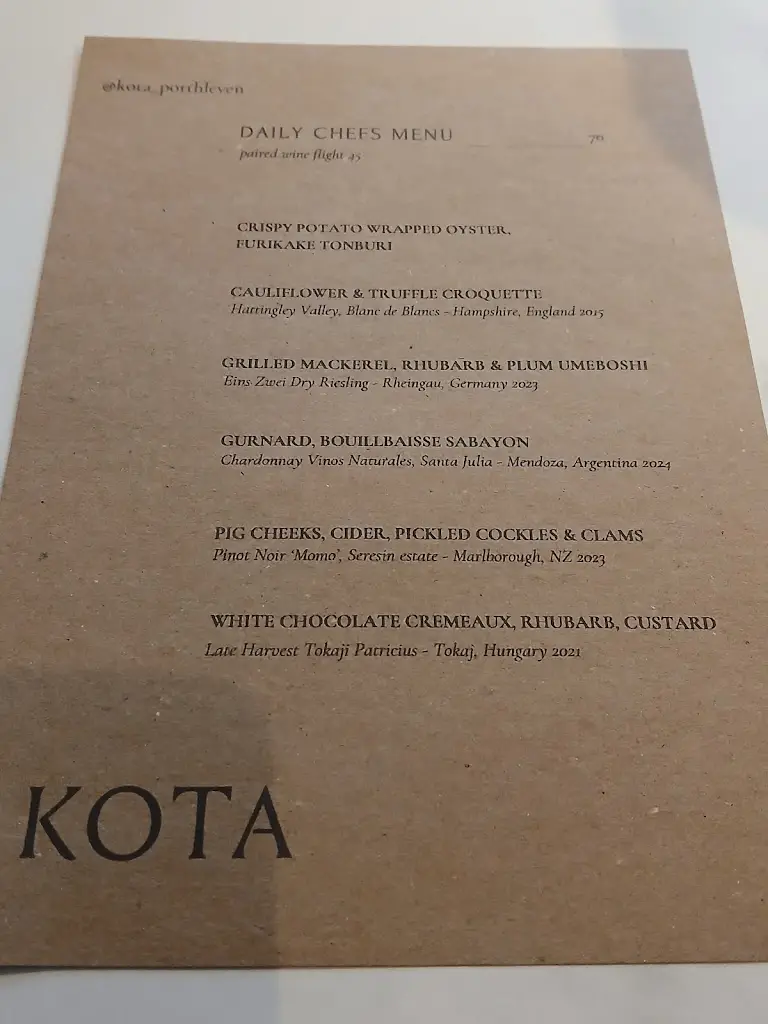 @kota_porthleven
DAILY CHEFS MENU 70
paired wine flight 45
CRISPY POTATO WRAPPED OYSTER,
FURIKAKE TONBURI
CAULIFLOWER & TRUFFLE CROQUETTE
Hattingley Valley, Blanc de Blancs - Hampshire, England 2015
GRILLED MACKEREL, RHUBARB & PLUM UMEBOSHI
Eins Zwei Dry Riesling - Rheingau, Germany 2023
GURNARD, BOUILLBAISSE SABAYON
Chardonnay Vinos Naturales, Santa Julia - Mendoza, Argentina 2024
PIG CHEEKS, CIDER, PICKLED COCKLES & CLAMS
Pinot Noir 'Momo', Seresin estate - Marlborough, NZ 2023
WHITE CHOCOLATE CREMEAUX, RHUBARB, CUSTARD
Late Harvest Tokaji Patricius - Tokaj, Hungary 2021
KOTA